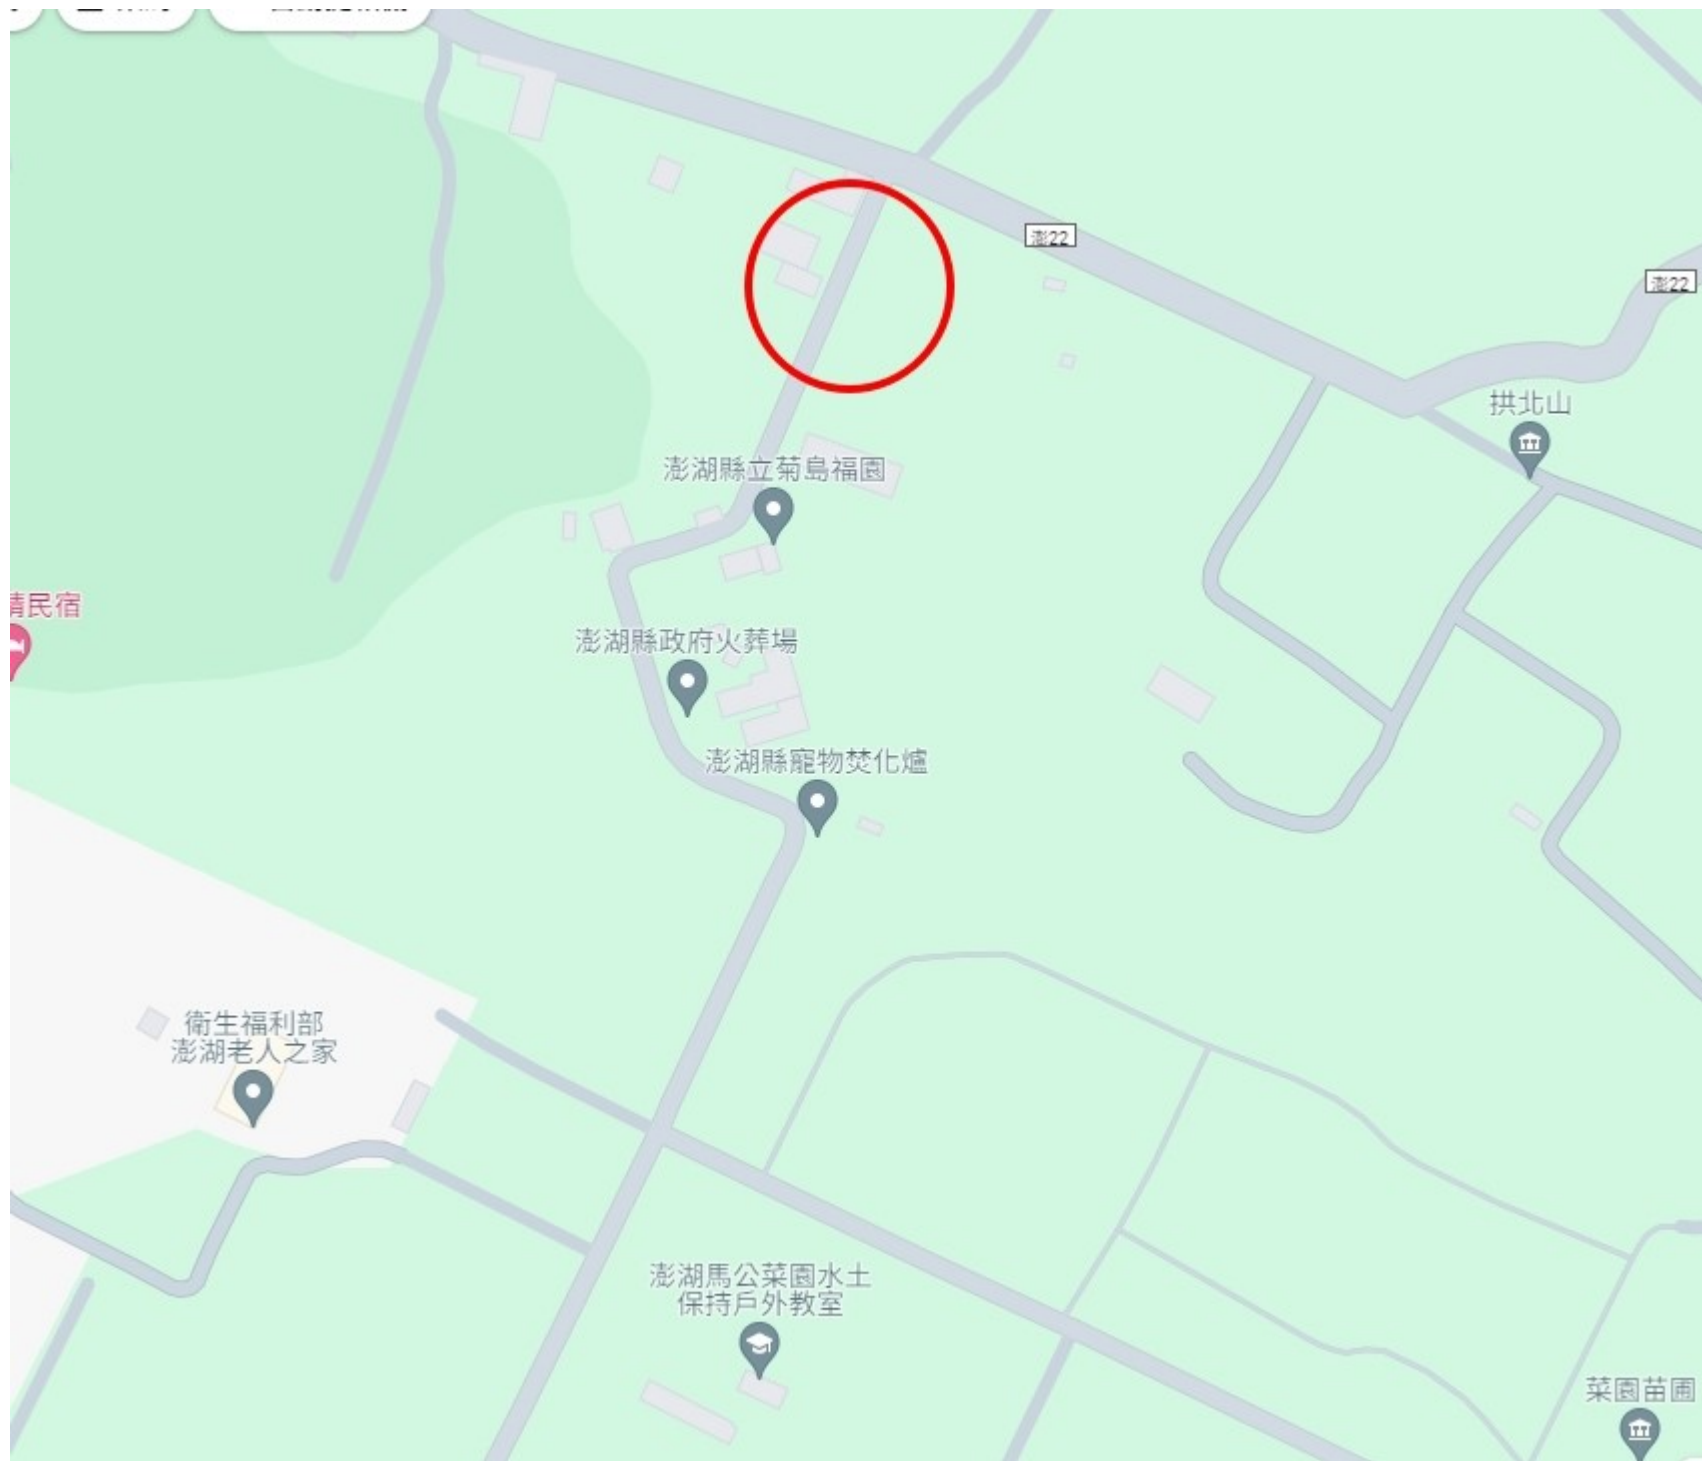 澎22
澎22
拱北山
澎湖縣立菊島福園
情民宿
澎湖縣政府火葬場
澎湖縣寵物焚化爐
衛生福利部
澎湖老人之家
澎湖馬公菜園水土
保持戶外教室
菜園苗圃